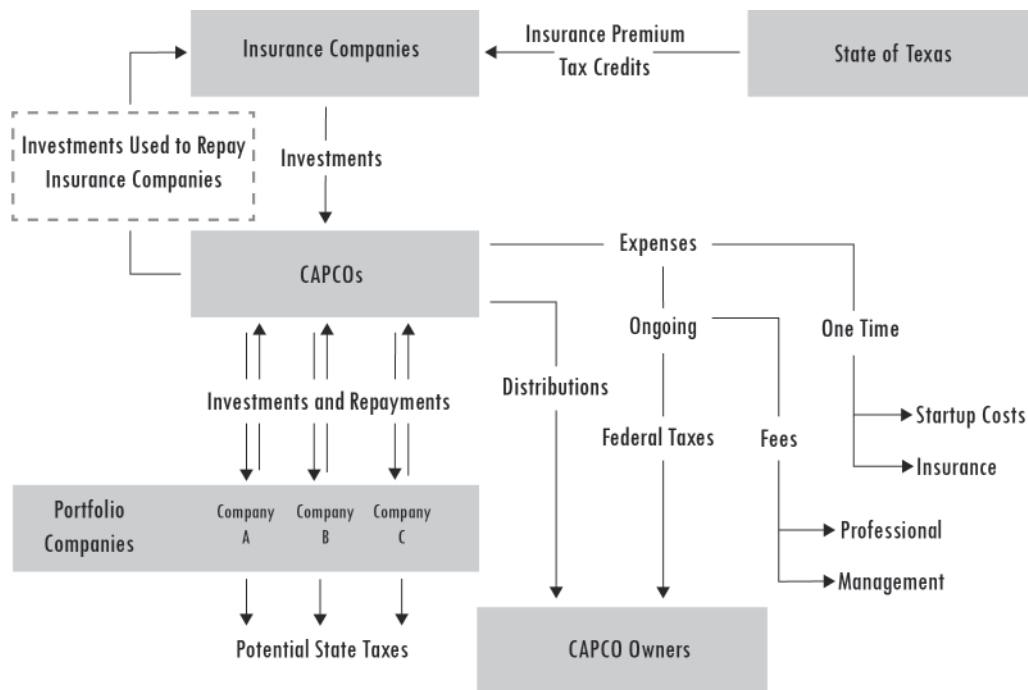 Insurance Companies
Insurance Premium
Tax Credits
State of Texas
Investments Used to Repay
Insurance Companies
Investments
CAPCOs
Expenses
Ongoing
One Time
Distributions
Investments and Repayments
Federal Taxes
Fees
Startup Costs
Insurance
Portfolio
Companies
Company
A
Company
B
Company
C
Professional
Management
Potential State Taxes
CAPCO Owners